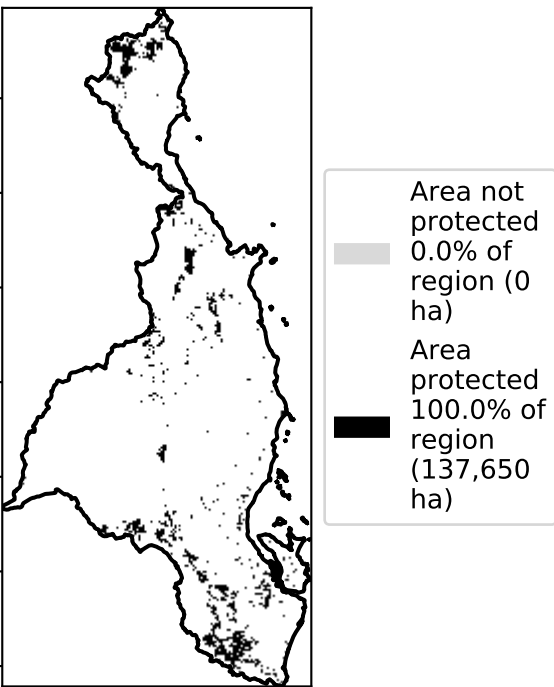 Area not
protected
0.0% of
region (0
ha)
Area
protected
100.0% of
region
(137,650
ha)